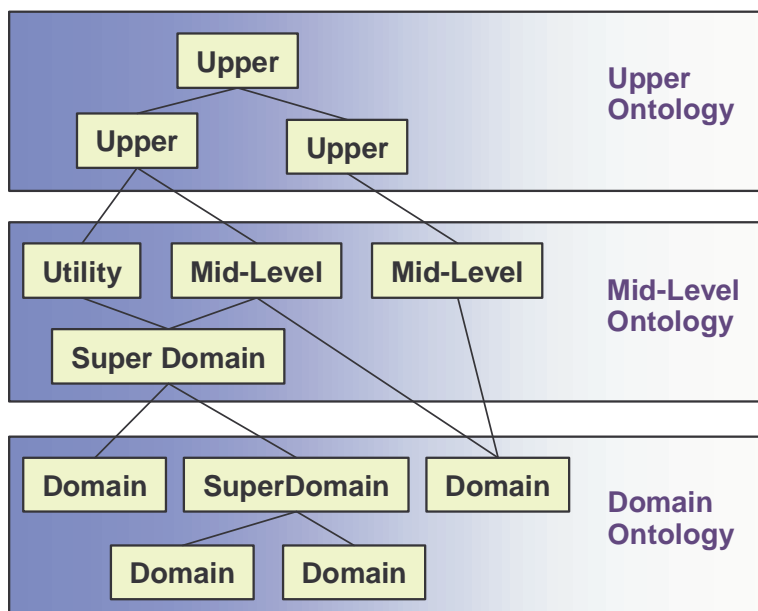 Upper
Upper
Upper
Upper
Ontology
Utility
Mid-Level
Mid-Level
Super Domain
Mid-Level
Ontology
Domain
SuperDomain
Domain
Domain
Domain
Domain
Ontology